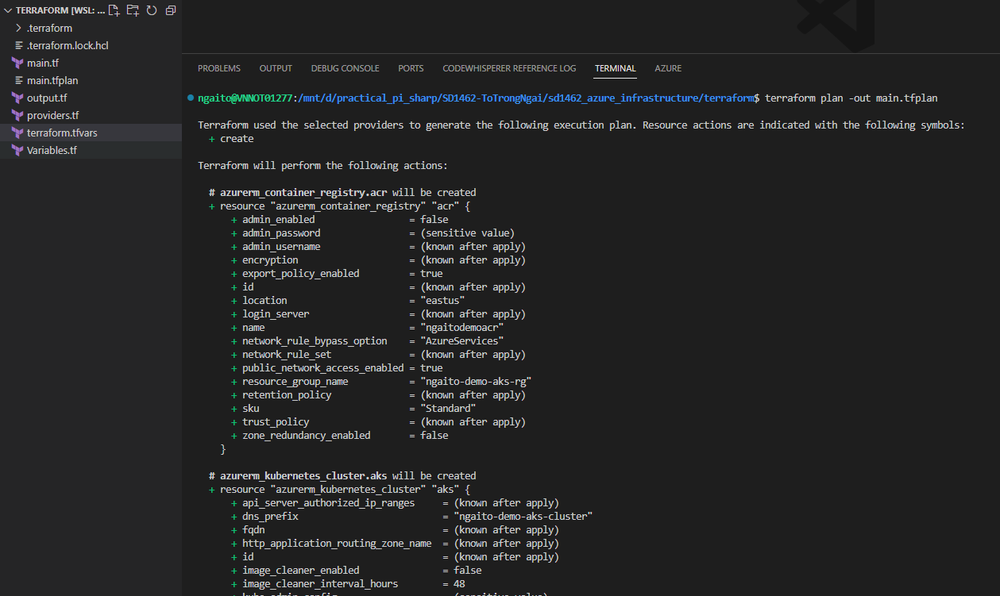 TERRAFORM [WSL: ...
.terraform
.terraform.lock.hcl
main.tf
main.tfplan
output.tf
providers.tf
terraform.tfvars
Variables.tf
PROBLEMS OUTPUT DEBUG CONSOLE PORTS CODEWHISPERER REFERENCE LOG TERMINAL AZURE
ngaito@VNNOT01277:/mnt/d/practical_pi_sharp/SD1462-ToTrongNgai/sd1462_azure_infrastructure/terraform$ terraform plan -out main.tfplan
Terraform used the selected providers to generate the following execution plan. Resource actions are indicated with the following symbols:
+ create
Terraform will perform the following actions:
# azurerm_container_registry.acr will be created
+ resource "azurerm_container_registry" "acr" {
+ admin_enabled = false
+ admin_password = (sensitive value)
+ admin_username = (known after apply)
+ encryption = (known after apply)
+ export_policy_enabled = true
+ id = (known after apply)
+ location = "eastus"
+ login_server = (known after apply)
+ name = "ngaitodemoacr"
+ network_rule_bypass_option = "AzureServices"
+ network_rule_set = (known after apply)
+ public_network_access_enabled = true
+ resource_group_name = "ngaito-demo-aks-rg"
+ retention_policy = (known after apply)
+ sku = "Standard"
+ trust_policy = (known after apply)
+ zone_redundancy_enabled = false
}
# azurerm_kubernetes_cluster.aks will be created
+ resource "azurerm_kubernetes_cluster" "aks" {
+ api_server_authorized_ip_ranges = (known after apply)
+ dns_prefix = "ngaito-demo-aks-cluster"
+ fqdn = (known after apply)
+ http_application_routing_zone_name = (known after apply)
+ id = (known after apply)
+ image_cleaner_enabled = false
+ image_cleaner_interval_hours = 48